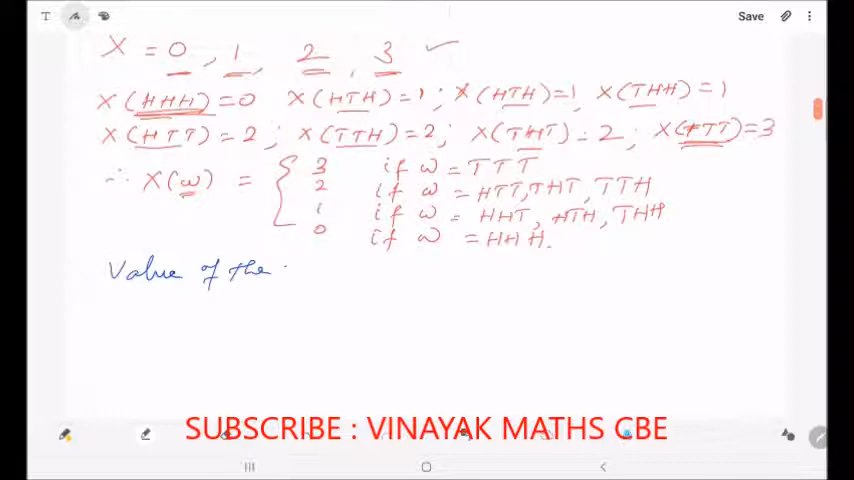 T Save
X = 0, 1, 2, 3 ✓
X(HHH)=0 X(HTH)=1; X(HTH)=1, X(THH)=1
X(HTT)=2; X(TTH)=2; X(THT)=2; X(TTT)=3
∴ X(ω) = { 3 if ω = TTT
2 if ω = HTT, THT, TTH
1 if ω = HHT, HTH, THH
0 if ω = HHH.
Value of the
SUBSCRIBE : VINAYAK MATHS CBE